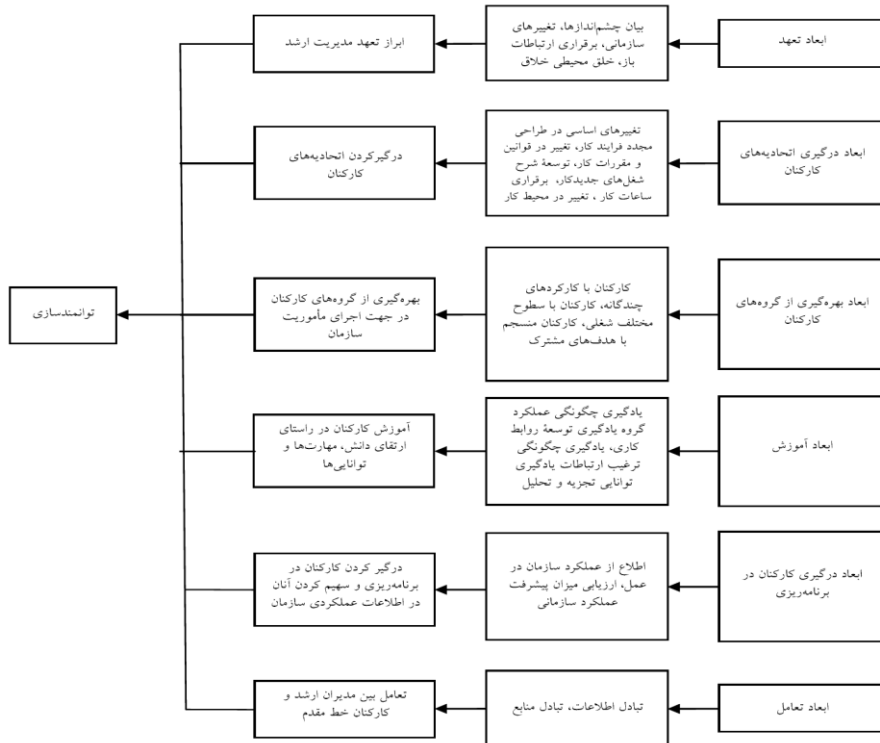 ابعاد تعهد
بیان چشم‌اندازها، تغییرهای
سازمانی، برقراری ارتباطات
باز، خلق محیطی خلاق
ابراز تعهد مدیریت ارشد
ابعاد درگیری اتحادیه‌های
کارکنان
تغییرهای اساسی در طراحی
مجدد فرایند کار، تغییر در قوانین
و مقررات کار، توسعهٔ شرح
شغل‌های جدیدکار، برقراری
ساعات کار ، تغییر در محیط کار
درگیرکردن اتحادیه‌های
کارکنان
ابعاد بهره‌گیری از گروه‌های
کارکنان
کارکنان با کارکردهای
چندگانه، کارکنان با سطوح
مختلف شغلی، کارکنان منسجم
با هدف‌های مشترک
بهره‌گیری از گروه‌های کارکنان
در جهت اجرای مأموریت
سازمان
توانمندسازی
ابعاد آموزش
یادگیری چگونگی عملکرد
گروه یادگیری توسعهٔ روابط
کاری، یادگیری چگونگی
ترغیب ارتباطات یادگیری
توانایی تجزیه و تحلیل
آموزش کارکنان در راستای
ارتقای دانش، مهارت‌ها و
توانایی‌ها
ابعاد درگیری کارکنان در
برنامه‌ریزی
اطلاع از عملکرد سازمان در
عمل، ارزیابی میزان پیشرفت
عملکرد سازمانی
درگیر کردن کارکنان در
برنامه‌ریزی و سهیم کردن آنان
در اطلاعات عملکردی سازمان
ابعاد تعامل
تبادل اطلاعات، تبادل منابع
تعامل بین مدیران ارشد و
کارکنان خط مقدم